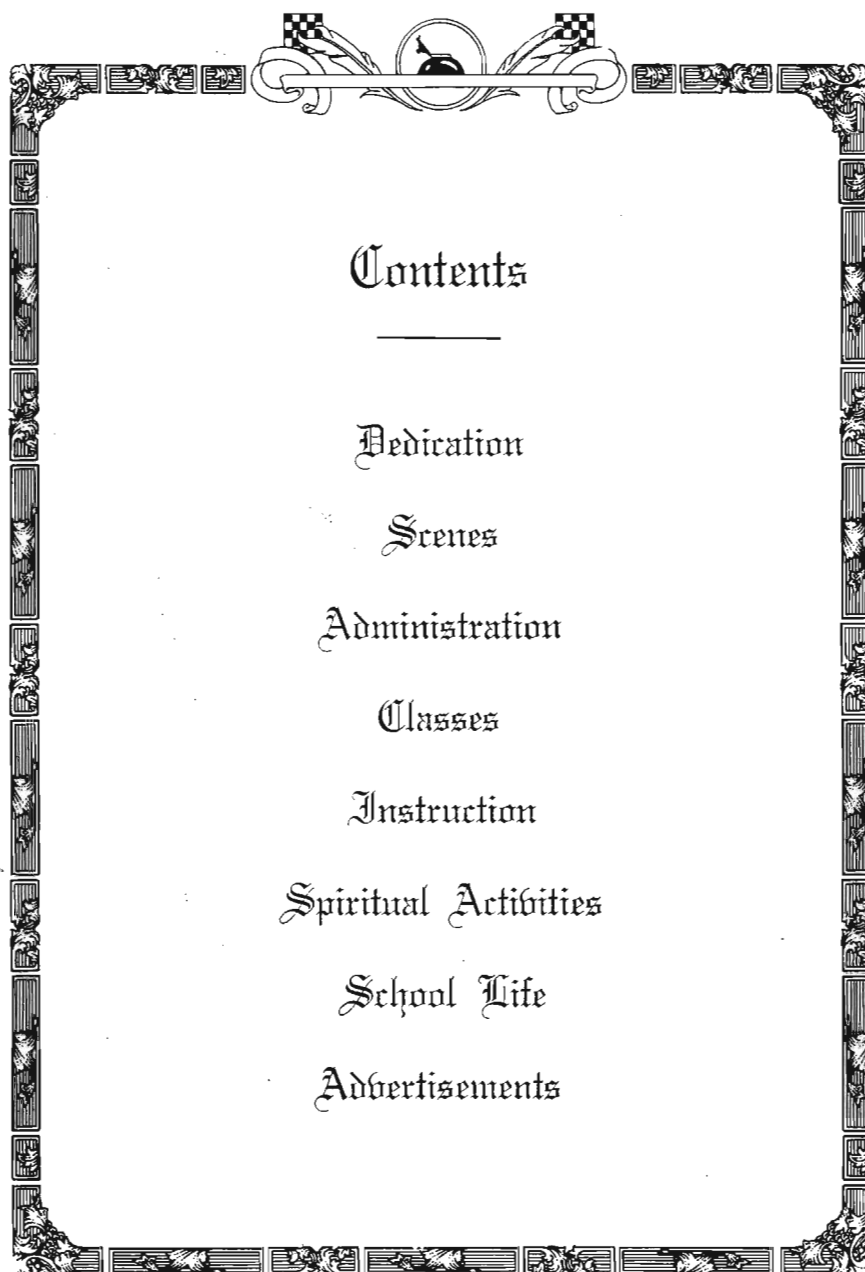 Contents
Dedication
Scenes
Administration
Classes
Instruction
Spiritual Activities
School Life
Advertisements